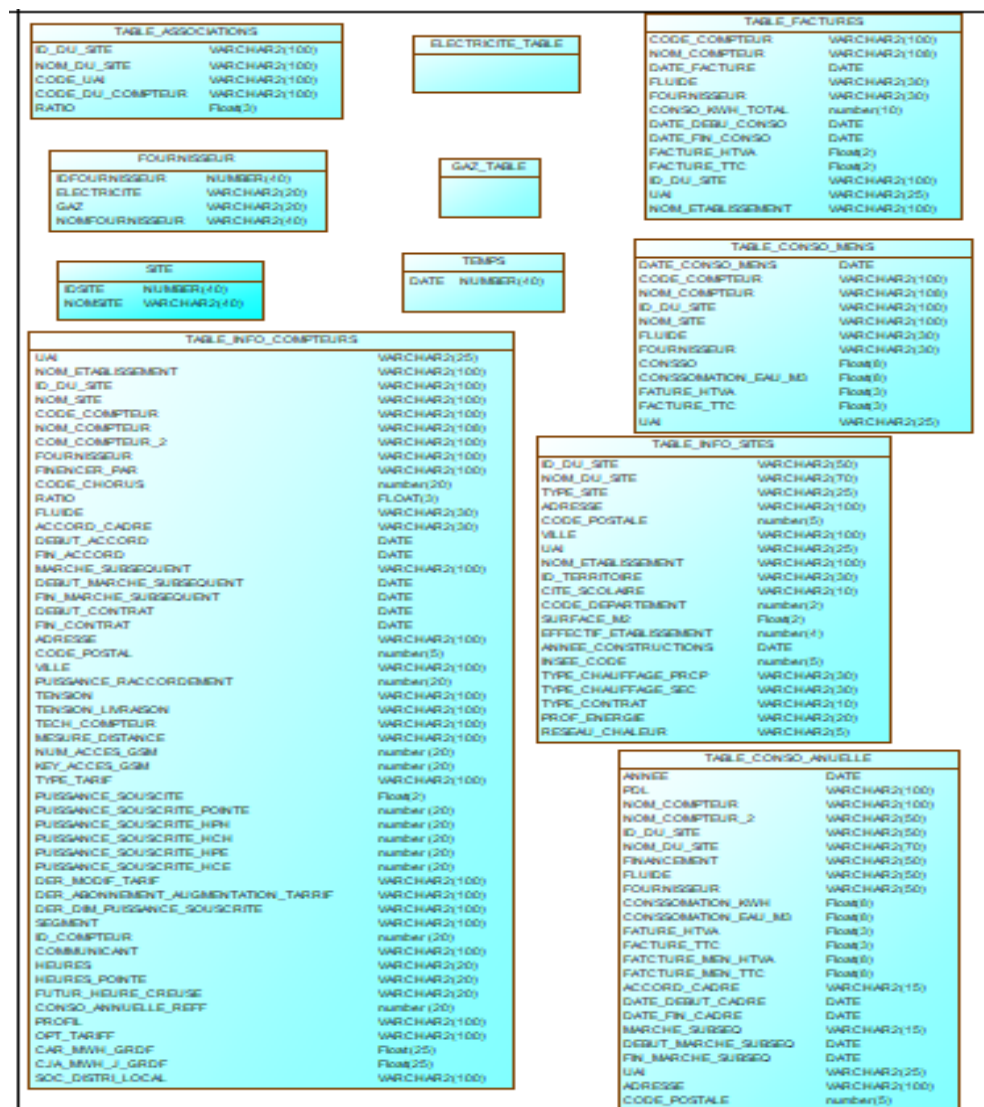 TABLE_ASSOCIATIONS
ID_DU_SITE VARCHAR2(100)
NOM_DU_SITE VARCHAR2(100)
CODE_UAI VARCHAR2(100)
CODE_DU_COMPTEUR VARCHAR2(100)
RATIO Float(3)
ELECTRICITE_TABLE
TABLE_FACTURES
CODE_COMPTEUR VARCHAR2(100)
NOM_COMPTEUR VARCHAR2(108)
DATE_FACTURE DATE
FLUIDE VARCHAR2(30)
FOURNISSEUR VARCHAR2(30)
CONSO_KWH_TOTAL number(10)
DATE_DEBU_CONSO DATE
DATE_FIN_CONSO DATE
FACTURE_HTVA Float(2)
FACTURE_TTC Float(2)
ID_DU_SITE VARCHAR2(100)
UAI VARCHAR2(25)
NOM_ETABLISSEMENT VARCHAR2(100)
FOURNISSEUR
IDFOURNISSEUR NUMBER(40)
ELECTRICITE VARCHAR2(20)
GAZ VARCHAR2(20)
NOMFOURNISSEUR VARCHAR2(40)
GAZ_TABLE
SITE
IDSITE NUMBER(40)
NOMSITE VARCHAR2(40)
TEMPS
DATE NUMBER(40)
TABLE_CONSO_MENS
DATE_CONSO_MENS DATE
CODE_COMPTEUR VARCHAR2(100)
NOM_COMPTEUR VARCHAR2(108)
ID_DU_SITE VARCHAR2(100)
NOM_SITE VARCHAR2(100)
FLUIDE VARCHAR2(30)
FOURNISSEUR VARCHAR2(30)
CONSSO Float(8)
CONSSOMATION_EAU_M3 Float(8)
FATURE_HTVA Float(3)
FACTURE_TTC Float(3)
UAI VARCHAR2(25)
TABLE_INFO_COMPTEURS
UAI VARCHAR2(25)
NOM_ETABLISSEMENT VARCHAR2(100)
ID_DU_SITE VARCHAR2(100)
NOM_SITE VARCHAR2(100)
CODE_COMPTEUR VARCHAR2(100)
NOM_COMPTEUR VARCHAR2(108)
COM_COMPTEUR_2 VARCHAR2(100)
FOURNISSEUR VARCHAR2(100)
FINENCER_PAR VARCHAR2(100)
CODE_CHORUS number(20)
RATIO FLOAT(3)
FLUIDE VARCHAR2(30)
ACCORD_CADRE VARCHAR2(30)
DEBUT_ACCORD DATE
FIN_ACCORD DATE
MARCHE_SUBSEQUENT VARCHAR2(100)
DEBUT_MARCHE_SUBSEQUENT DATE
FIN_MARCHE_SUBSEQUENT DATE
DEBUT_CONTRAT DATE
FIN_CONTRAT DATE
ADRESSE VARCHAR2(100)
CODE_POSTAL number(5)
VILLE VARCHAR2(100)
PUISSANCE_RACCORDEMENT number(20)
TENSION VARCHAR2(100)
TENSION_LIVRAISON VARCHAR2(100)
TECH_COMPTEUR VARCHAR2(100)
MESURE_DISTANCE VARCHAR2(100)
NUM_ACCES_GSM number (20)
KEY_ACCES_GSM number (20)
TYPE_TARIF VARCHAR2(100)
PUISSANCE_SOUSCITE Float(2)
PUISSANCE_SOUSCRITE_POINTE number (20)
PUISSANCE_SOUSCRITE_HPH number (20)
PUISSANCE_SOUSCRITE_HCH number (20)
PUISSANCE_SOUSCRITE_HPE number (20)
PUISSANCE_SOUSCRITE_HCE number (20)
DER_MODIF_TARIF VARCHAR2(100)
DER_ABONNEMENT_AUGMENTATION_TARRIF VARCHAR2(100)
DER_DIM_PUISSANCE_SOUSCRITE VARCHAR2(100)
SEGMENT VARCHAR2(100)
ID_COMPTEUR number (20)
COMMUNICANT VARCHAR2(100)
HEURES VARCHAR2(20)
HEURES_POINTE VARCHAR2(20)
FUTUR_HEURE_CREUSE VARCHAR2(20)
CONSO_ANNUELLE_REFF number (20)
PROFIL VARCHAR2(100)
OPT_TARIFF VARCHAR2(100)
CAR_MWH_GRDF Float(25)
CJA_MWH_J_GRDF Float(25)
SOC_DISTRI_LOCAL VARCHAR2(100)
TABLE_INFO_SITES
ID_DU_SITE VARCHAR2(50)
NOM_DU_SITE VARCHAR2(70)
TYPE_SITE VARCHAR2(25)
ADRESSE VARCHAR2(100)
CODE_POSTALE number(5)
VILLE VARCHAR2(100)
UAI VARCHAR2(25)
NOM_ETABLISSEMENT VARCHAR2(100)
ID_TERRITOIRE VARCHAR2(30)
CITE_SCOLAIRE VARCHAR2(10)
CODE_DEPARTEMENT number(2)
SURFACE_M2 Float(2)
EFFECTIF_ETABLISSEMENT number(4)
ANNEE_CONSTRUCTIONS DATE
INSEE_CODE number(5)
TYPE_CHAUFFAGE_PRCP VARCHAR2(30)
TYPE_CHAUFFAGE_SEC VARCHAR2(30)
TYPE_CONTRAT VARCHAR2(10)
PROF_ENERGIE VARCHAR2(20)
RESEAU_CHALEUR VARCHAR2(5)
TABLE_CONSO_ANUELLE
ANNEE DATE
PDL VARCHAR2(100)
NOM_COMPTEUR VARCHAR2(100)
NOM_COMPTEUR_2 VARCHAR2(50)
ID_DU_SITE VARCHAR2(50)
NOM_DU_SITE VARCHAR2(70)
FINANCEMENT VARCHAR2(50)
FLUIDE VARCHAR2(50)
FOURNISSEUR VARCHAR2(50)
CONSSOMATION_KWH Float(8)
CONSSOMATION_EAU_M3 Float(8)
FATURE_HTVA Float(3)
FACTURE_TTC Float(3)
FATCTURE_MEN_HTVA Float(8)
FATCTURE_MEN_TTC Float(8)
ACCORD_CADRE VARCHAR2(15)
DATE_DEBUT_CADRE DATE
DATE_FIN_CADRE DATE
MARCHE_SUBSEQ VARCHAR2(15)
DEBUT_MARCHE_SUBSEQ DATE
FIN_MARCHE_SUBSEQ DATE
UAI VARCHAR2(25)
ADRESSE VARCHAR2(100)
CODE_POSTALE number(5)